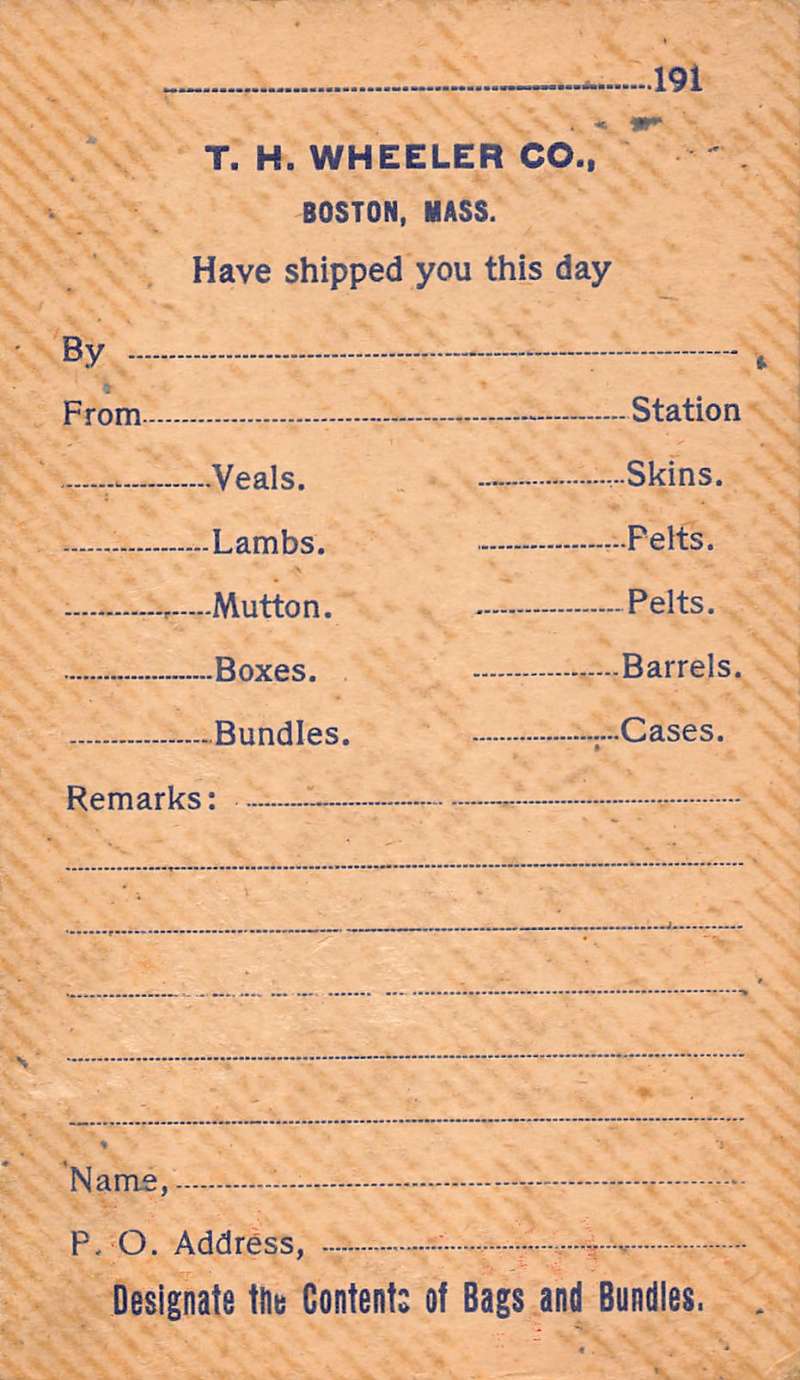 191
T. H. WHEELER CO.,
BOSTON, MASS.
Have shipped you this day
By
From Station
Veals. Skins.
Lambs. Pelts.
Mutton. Pelts.
Boxes. Barrels.
Bundles. Cases.
Remarks:
Name,
P. O. Address,
Designate the Contents of Bags and Bundles.